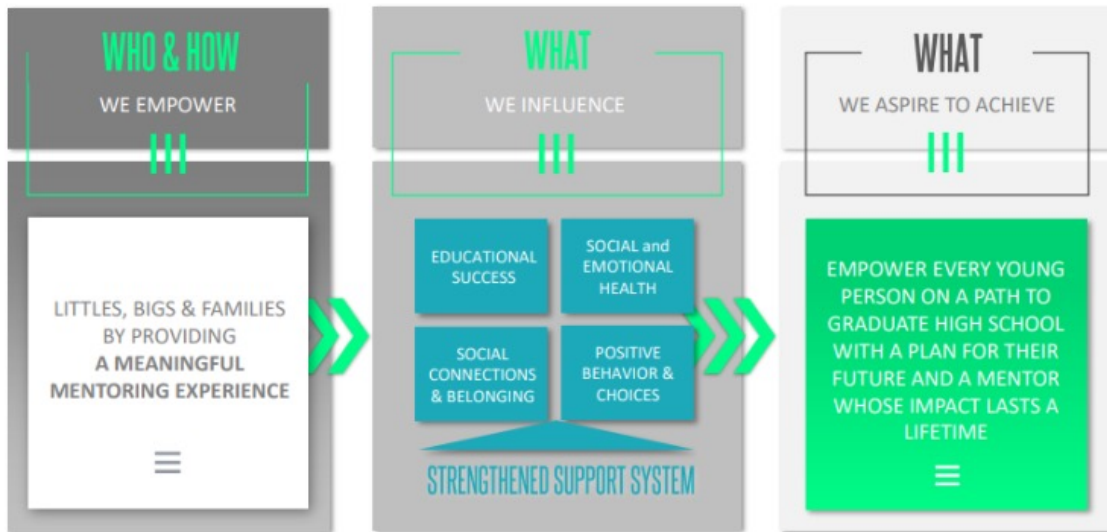 WHO & HOW
WE EMPOWER
LITTLES, BIGS & FAMILIES
BY PROVIDING
A MEANINGFUL
MENTORING EXPERIENCE
WHAT
WE INFLUENCE
EDUCATIONAL
SUCCESS
SOCIAL and
EMOTIONAL
HEALTH
SOCIAL
CONNECTIONS
& BELONGING
POSITIVE
BEHAVIOR &
CHOICES
STRENGTHENED SUPPORT SYSTEM
WHAT
WE ASPIRE TO ACHIEVE
EMPOWER EVERY YOUNG
PERSON ON A PATH TO
GRADUATE HIGH SCHOOL
WITH A PLAN FOR THEIR
FUTURE AND A MENTOR
WHOSE IMPACT LASTS A
LIFETIME